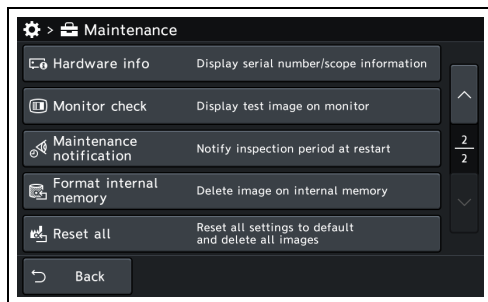 > Maintenance
Hardware info Display serial number/scope information
Monitor check Display test image on monitor
Maintenance
notification
Notify inspection period at restart
Format internal
memory
Delete image on internal memory
Reset all
Reset all settings to default
and delete all images
2
2
Back